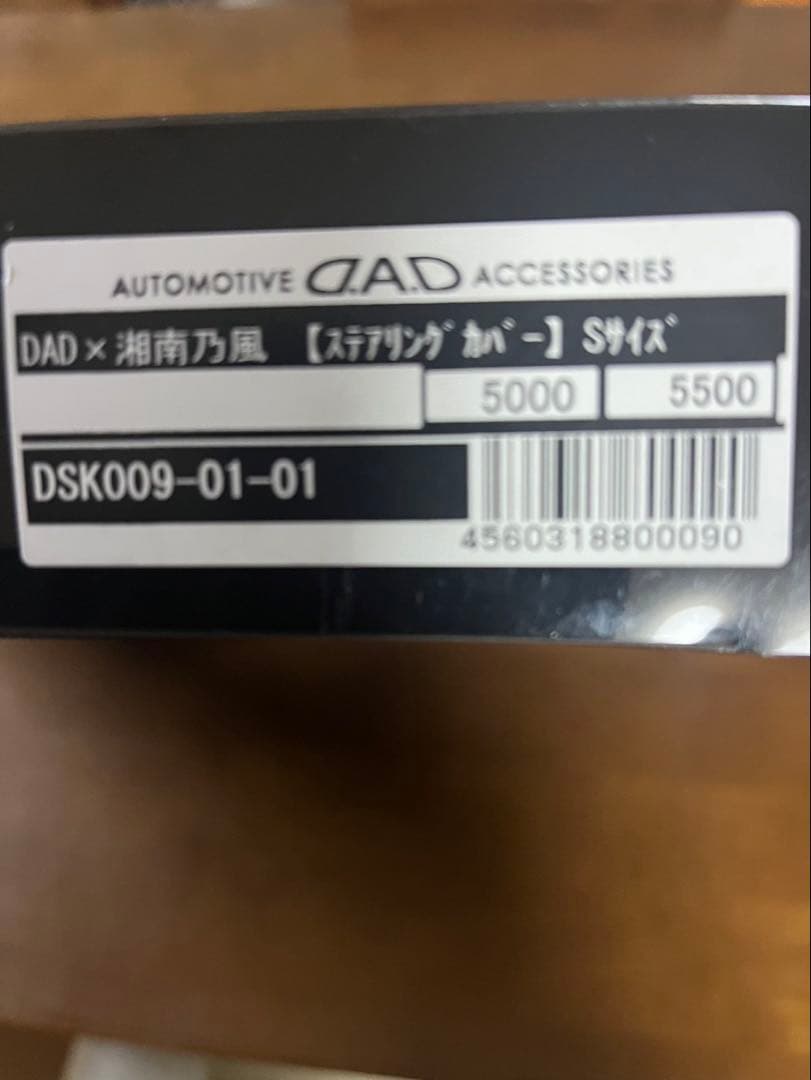 AUTOMOTIVE D.A.D ACCESSORIES
DAD×湘南乃風 【ｽﾃｱﾘﾝｸﾞｶﾊﾞｰ】Sｻｲｽﾞ
5000 5500
DSK009-01-01
4560318800090